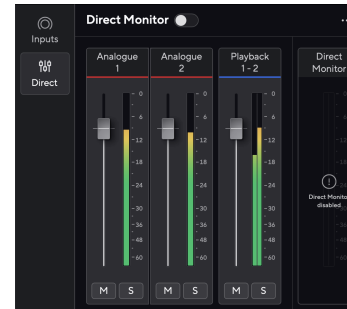 Direct Monitor
Inputs
Direct
Analogue
1
Analogue
2
Playback
1 - 2
Direct
Monitor
0
6
-12
-18
-24
-30
-36
-48
-60
0
6
-12
-18
-24
-30
-36
-48
-60
0
6
-12
-18
-24
-30
-36
-48
-60
Direct Monito
disabled
M S
M S
M S